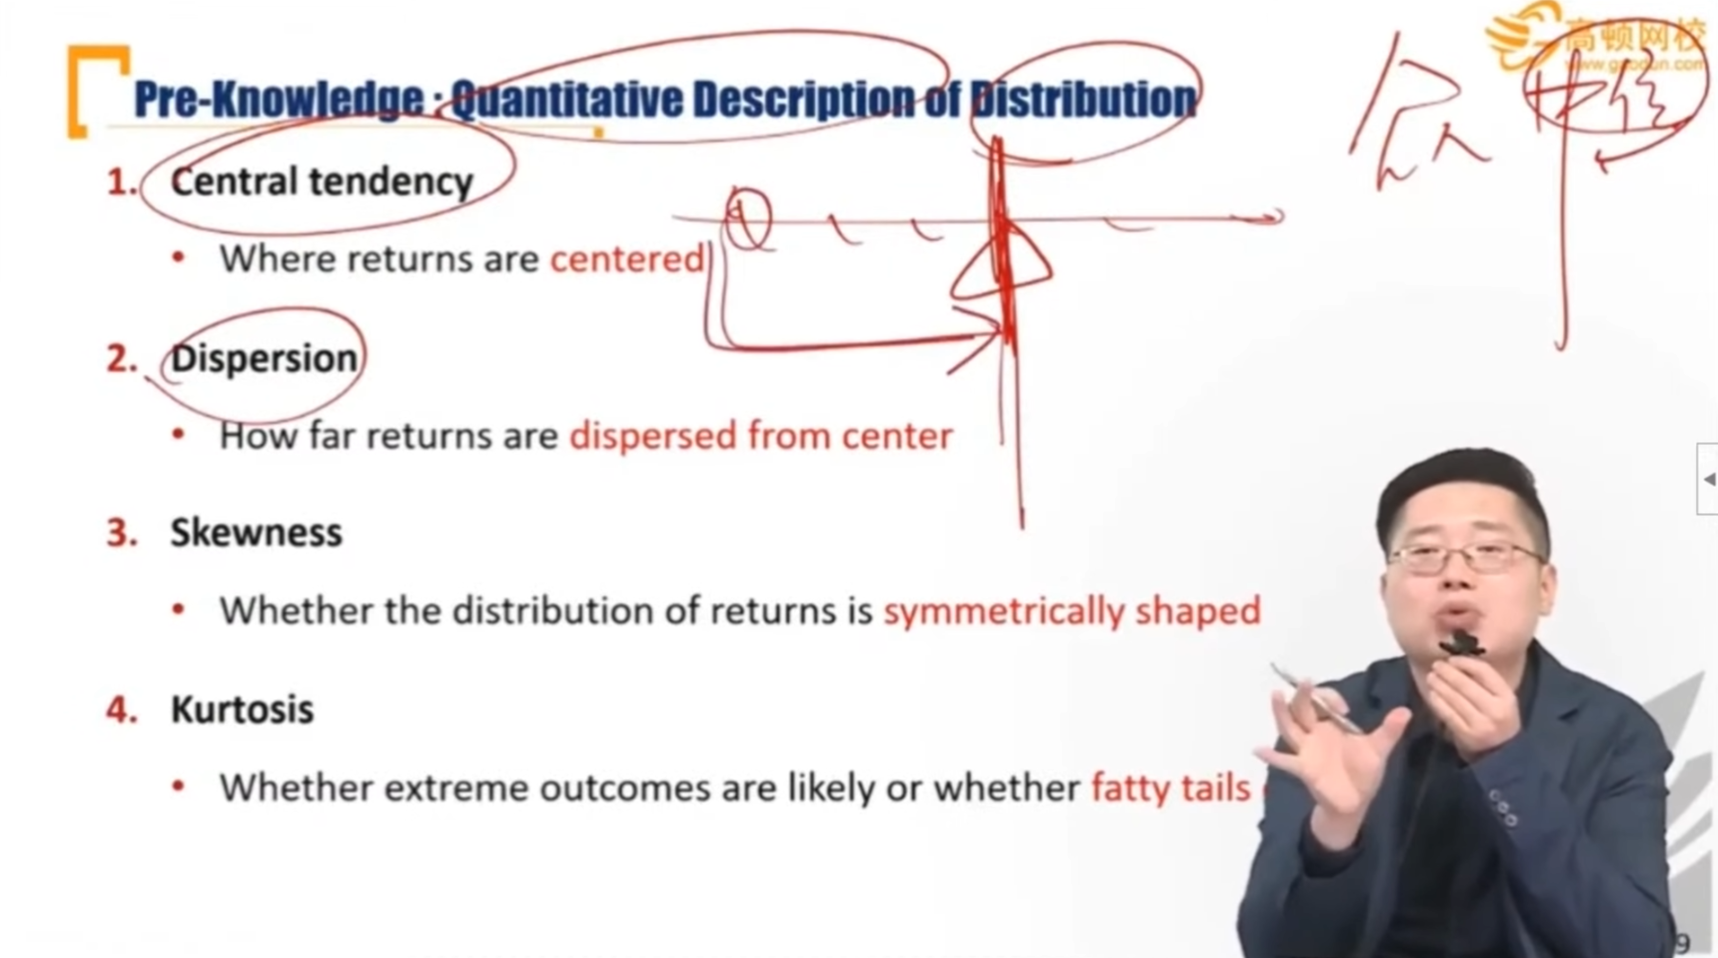 高顿网校
www.gaodun.com
Pre-Knowledge : Quantitative Description of Distribution
中位
1. Central tendency
• Where returns are centered
2. Dispersion
• How far returns are dispersed from center
3. Skewness
• Whether the distribution of returns is symmetrically shaped
4. Kurtosis
• Whether extreme outcomes are likely or whether fatty tails
9